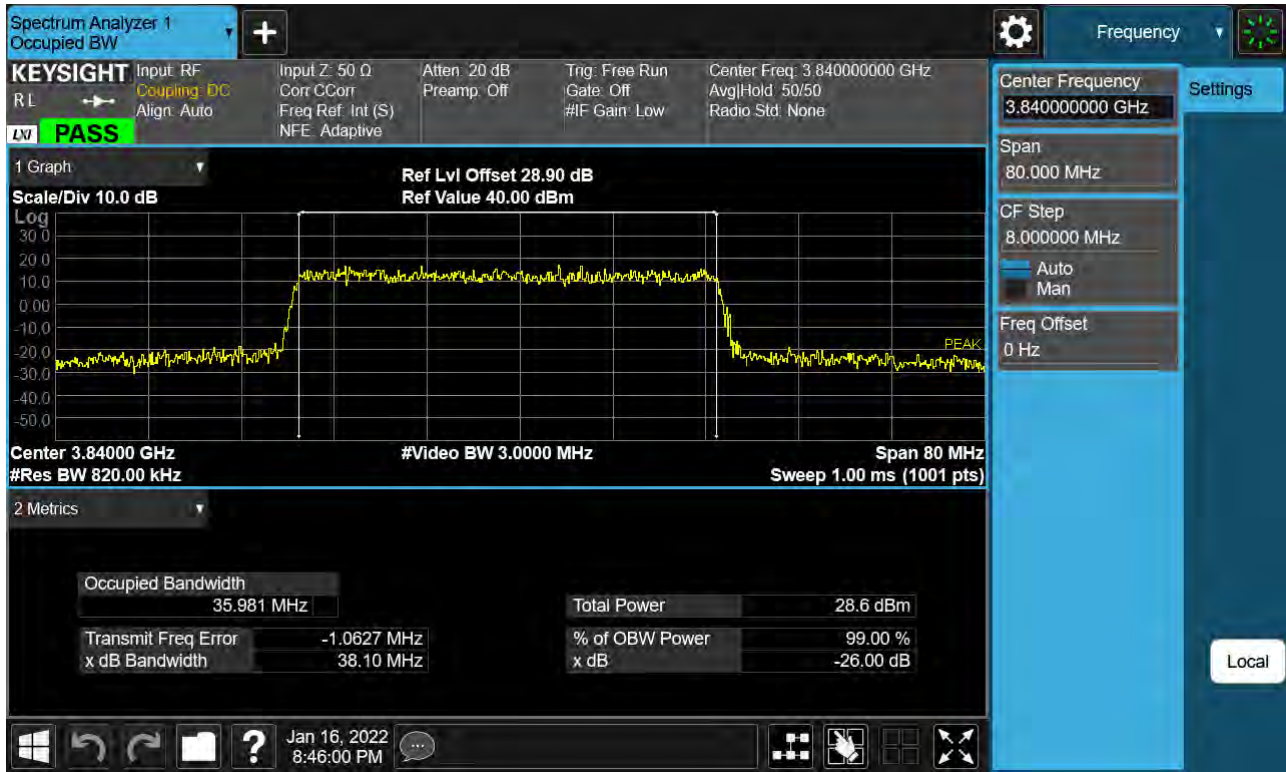 Spectrum Analyzer 1
Occupied BW
+
Frequency
KEYSIGHT
RL
LXI PASS
Input: RF
Coupling: DC
Align: Auto
Input Z: 50 Ω
Corr CCorr
Freq Ref: Int (S)
NFE: Adaptive
Atten: 20 dB
Preamp: Off
Trig: Free Run
Gate: Off
#IF Gain: Low
Center Freq: 3.840000000 GHz
Avg|Hold: 50/50
Radio Std: None
Center Frequency
3.840000000 GHz
Settings
Span
80.000 MHz
CF Step
8.000000 MHz
Auto
Man
Freq Offset
0 Hz
1 Graph
Scale/Div 10.0 dB
Ref Lvl Offset 28.90 dB
Ref Value 40.00 dBm
Log
30.0
20.0
10.0
0.00
-10.0
-20.0
-30.0
-40.0
-50.0
PEAK
Center 3.84000 GHz
#Video BW 3.0000 MHz
Span 80 MHz
#Res BW 820.00 kHz
Sweep 1.00 ms (1001 pts)
2 Metrics
Occupied Bandwidth
35.981 MHz
Transmit Freq Error -1.0627 MHz
x dB Bandwidth 38.10 MHz
Total Power 28.6 dBm
% of OBW Power 99.00 %
x dB -26.00 dB
Local
?
Jan 16, 2022
8:46:00 PM